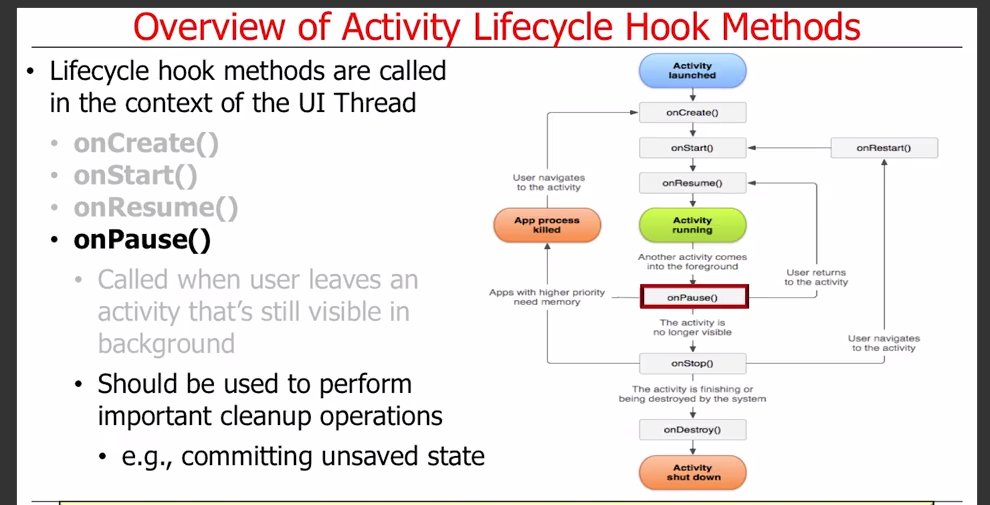 Overview of Activity Lifecycle Hook Methods
• Lifecycle hook methods are called
in the context of the UI Thread
• onCreate()
• onStart()
• onResume()
• onPause()
• Called when user leaves an
activity that's still visible in
background
• Should be used to perform
important cleanup operations
• e.g., committing unsaved state
Activity
launched
onCreate()
onStart()
onRestart()
onResume()
User navigates
to the activity
App process
killed
Activity
running
Another activity comes
into the foreground
User returns
to the activity
Apps with higher priority
need memory
onPause()
The activity is
no longer visible
User navigates
to the activity
onStop()
The activity is finishing or
being destroyed by the system
onDestroy()
Activity
shut down